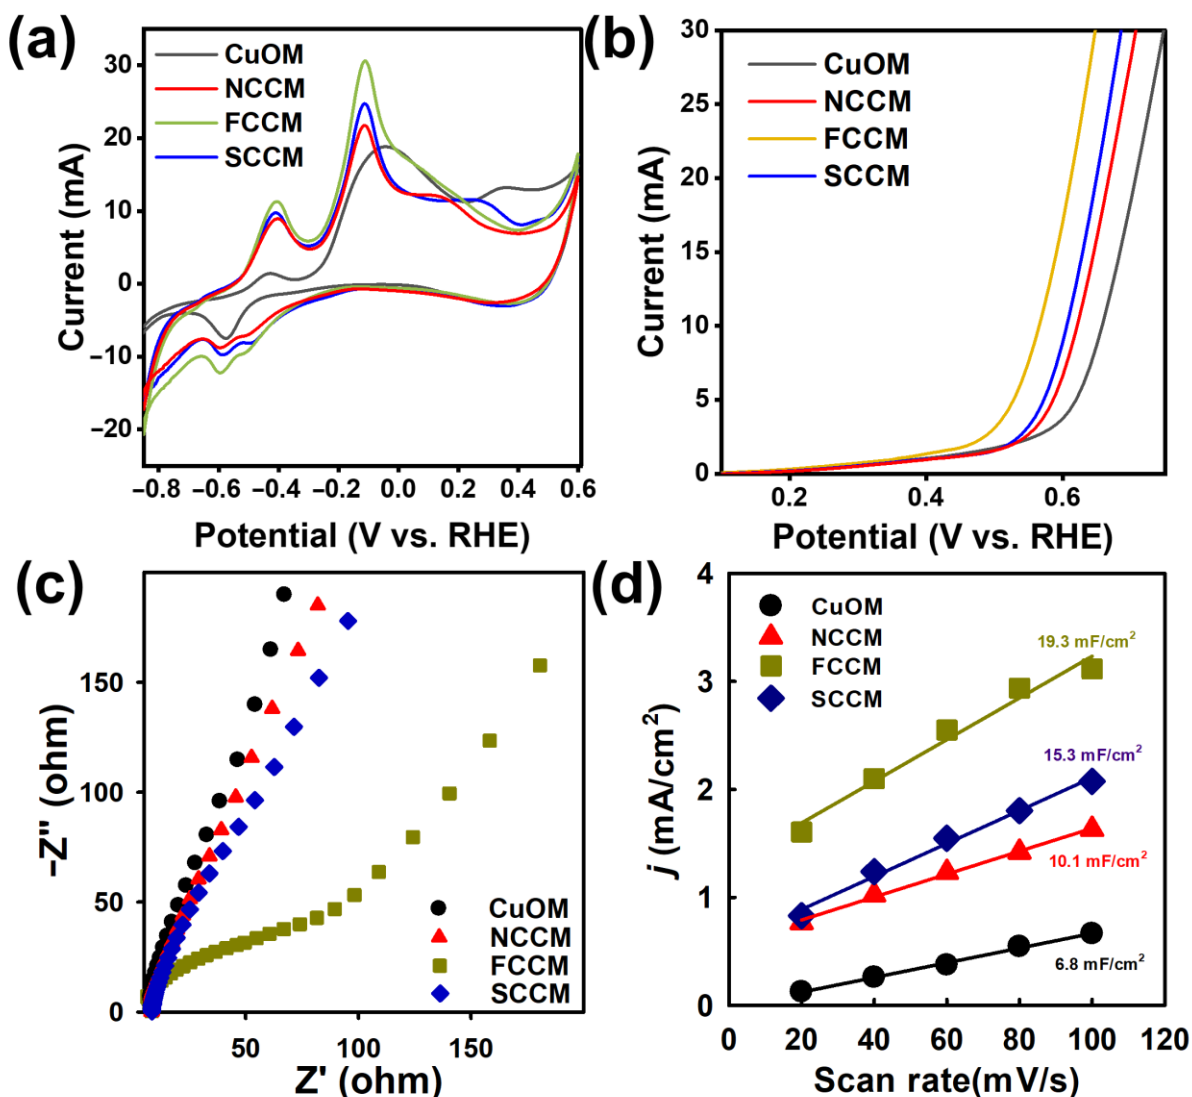 (a)
CuOM
NCCM
FCCM
SCCM
30
20
10
0
−10
−20
Current (mA)
−0.8 −0.6 −0.4 −0.2 0.0 0.2 0.4 0.6
Potential (V vs. RHE)
(b)
CuOM
NCCM
FCCM
SCCM
30
25
20
15
10
5
0
Current (mA)
0.2 0.4 0.6
Potential (V vs. RHE)
(c)
150
100
50
0
−Z'' (ohm)
CuOM
NCCM
FCCM
SCCM
50 100 150
Z' (ohm)
(d)
CuOM
NCCM
FCCM
SCCM
4
3
2
1
0
j (mA/cm²)
19.3 mF/cm²
15.3 mF/cm²
10.1 mF/cm²
6.8 mF/cm²
0 20 40 60 80 100 120
Scan rate(mV/s)